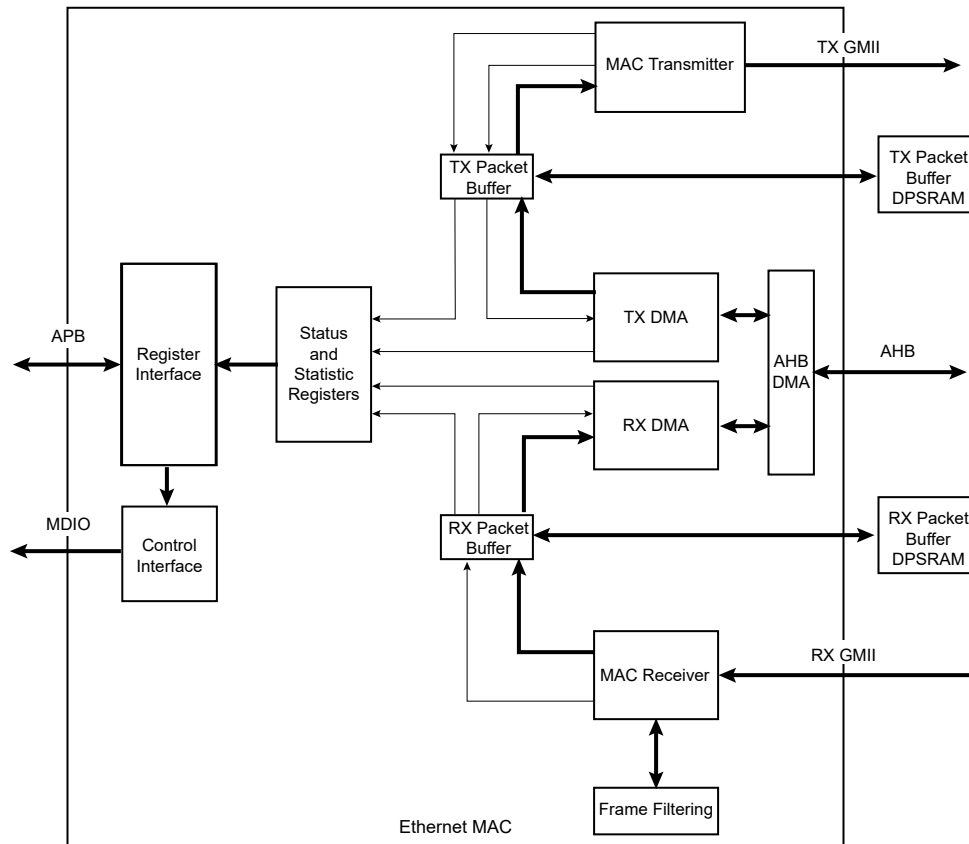 TX GMII
MAC Transmitter
TX Packet
Buffer
TX Packet
Buffer
DPSRAM
APB
Register
Interface
Status
and
Statistic
Registers
TX DMA
RX DMA
AHB
DMA
AHB
MDIO
Control
Interface
RX Packet
Buffer
RX Packet
Buffer
DPSRAM
MAC Receiver
RX GMII
Frame Filtering
Ethernet MAC